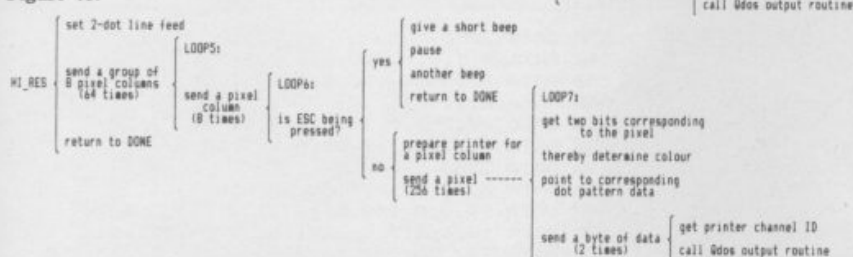 call Qdos output routine
HI_RES
set 2-dot line feed
send a group of
8 pixel columns
(64 times)
return to DONE
LOOP5:
send a pixel
column
(8 times)
LOOP6:
is ESC being
pressed?
yes
give a short beep
pause
another beep
return to DONE
no
prepare printer for
a pixel column
send a pixel ------
(256 times)
LOOP7:
get two bits corresponding
to the pixel
thereby determine colour
point to corresponding
dot pattern data
send a byte of data
(2 times)
get printer channel ID
call Qdos output routine